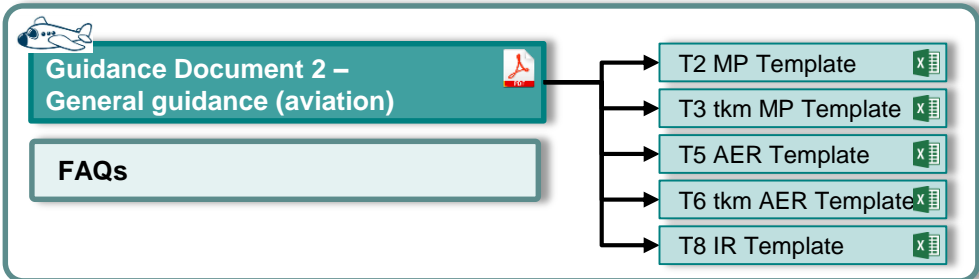 Guidance Document 2 –
General guidance (aviation)
PDF
FAQs
T2 MP Template
T3 tkm MP Template
T5 AER Template
T6 tkm AER Template
T8 IR Template